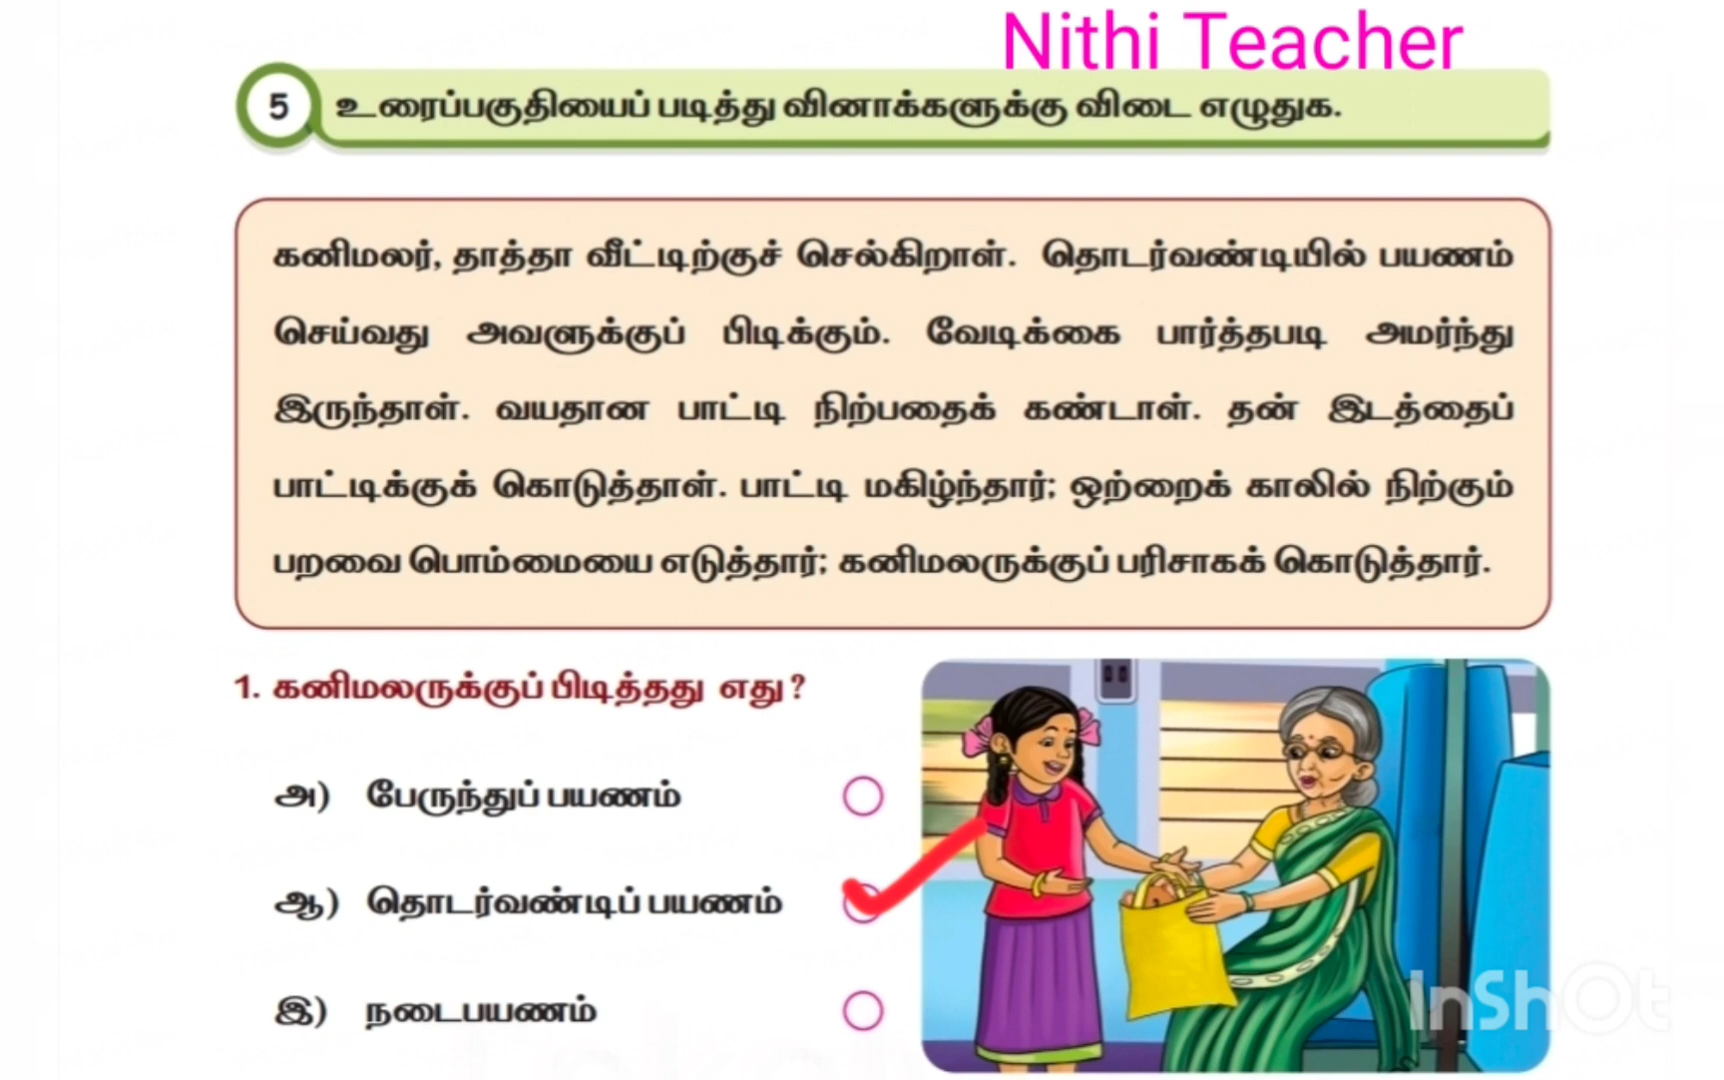 Nithi Teacher
5 உரைப்பகுதியைப் படித்து வினாக்களுக்கு விடை எழுதுக.
கனிமலர், தாத்தா வீட்டிற்குச் செல்கிறாள். தொடர்வண்டியில் பயணம்
செய்வது அவளுக்குப் பிடிக்கும். வேடிக்கை பார்த்தபடி அமர்ந்து
இருந்தாள். வயதான பாட்டி நிற்பதைக் கண்டாள். தன் இடத்தைப்
பாட்டிக்குக் கொடுத்தாள். பாட்டி மகிழ்ந்தார்; ஒற்றைக் காலில் நிற்கும்
பறவை பொம்மையை எடுத்தார்; கனிமலருக்குப் பரிசாகக் கொடுத்தார்.
1. கனிமலருக்குப் பிடித்தது எது?
அ) பேருந்துப் பயணம்
ஆ) தொடர்வண்டிப் பயணம்
இ) நடைபயணம்
InShOt